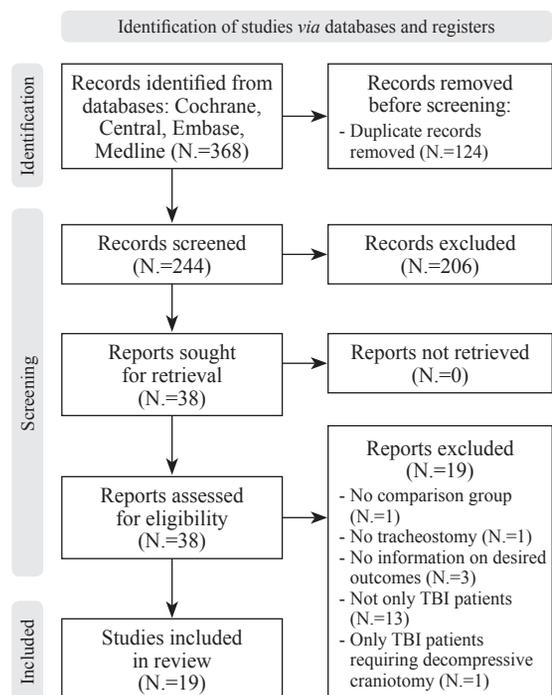 Identification of studies via databases and registers
Identification
Records identified from
databases: Cochrane,
Central, Embase,
Medline (N.=368)
Records removed
before screening:
- Duplicate records
removed (N.=124)
Screening
Records screened
(N.=244)
Records excluded
(N.=206)
Reports sought
for retrieval
(N.=38)
Reports not retrieved
(N.=0)
Reports assessed
for eligibility
(N.=38)
Reports excluded
(N.=19)
- No comparison group
(N.=1)
- No tracheostomy (N.=1)
- No information on desired
outcomes (N.=3)
- Not only TBI patients
(N.=13)
- Only TBI patients
requiring decompressive
craniotomy (N.=1)
Included
Studies included
in review
(N.=19)